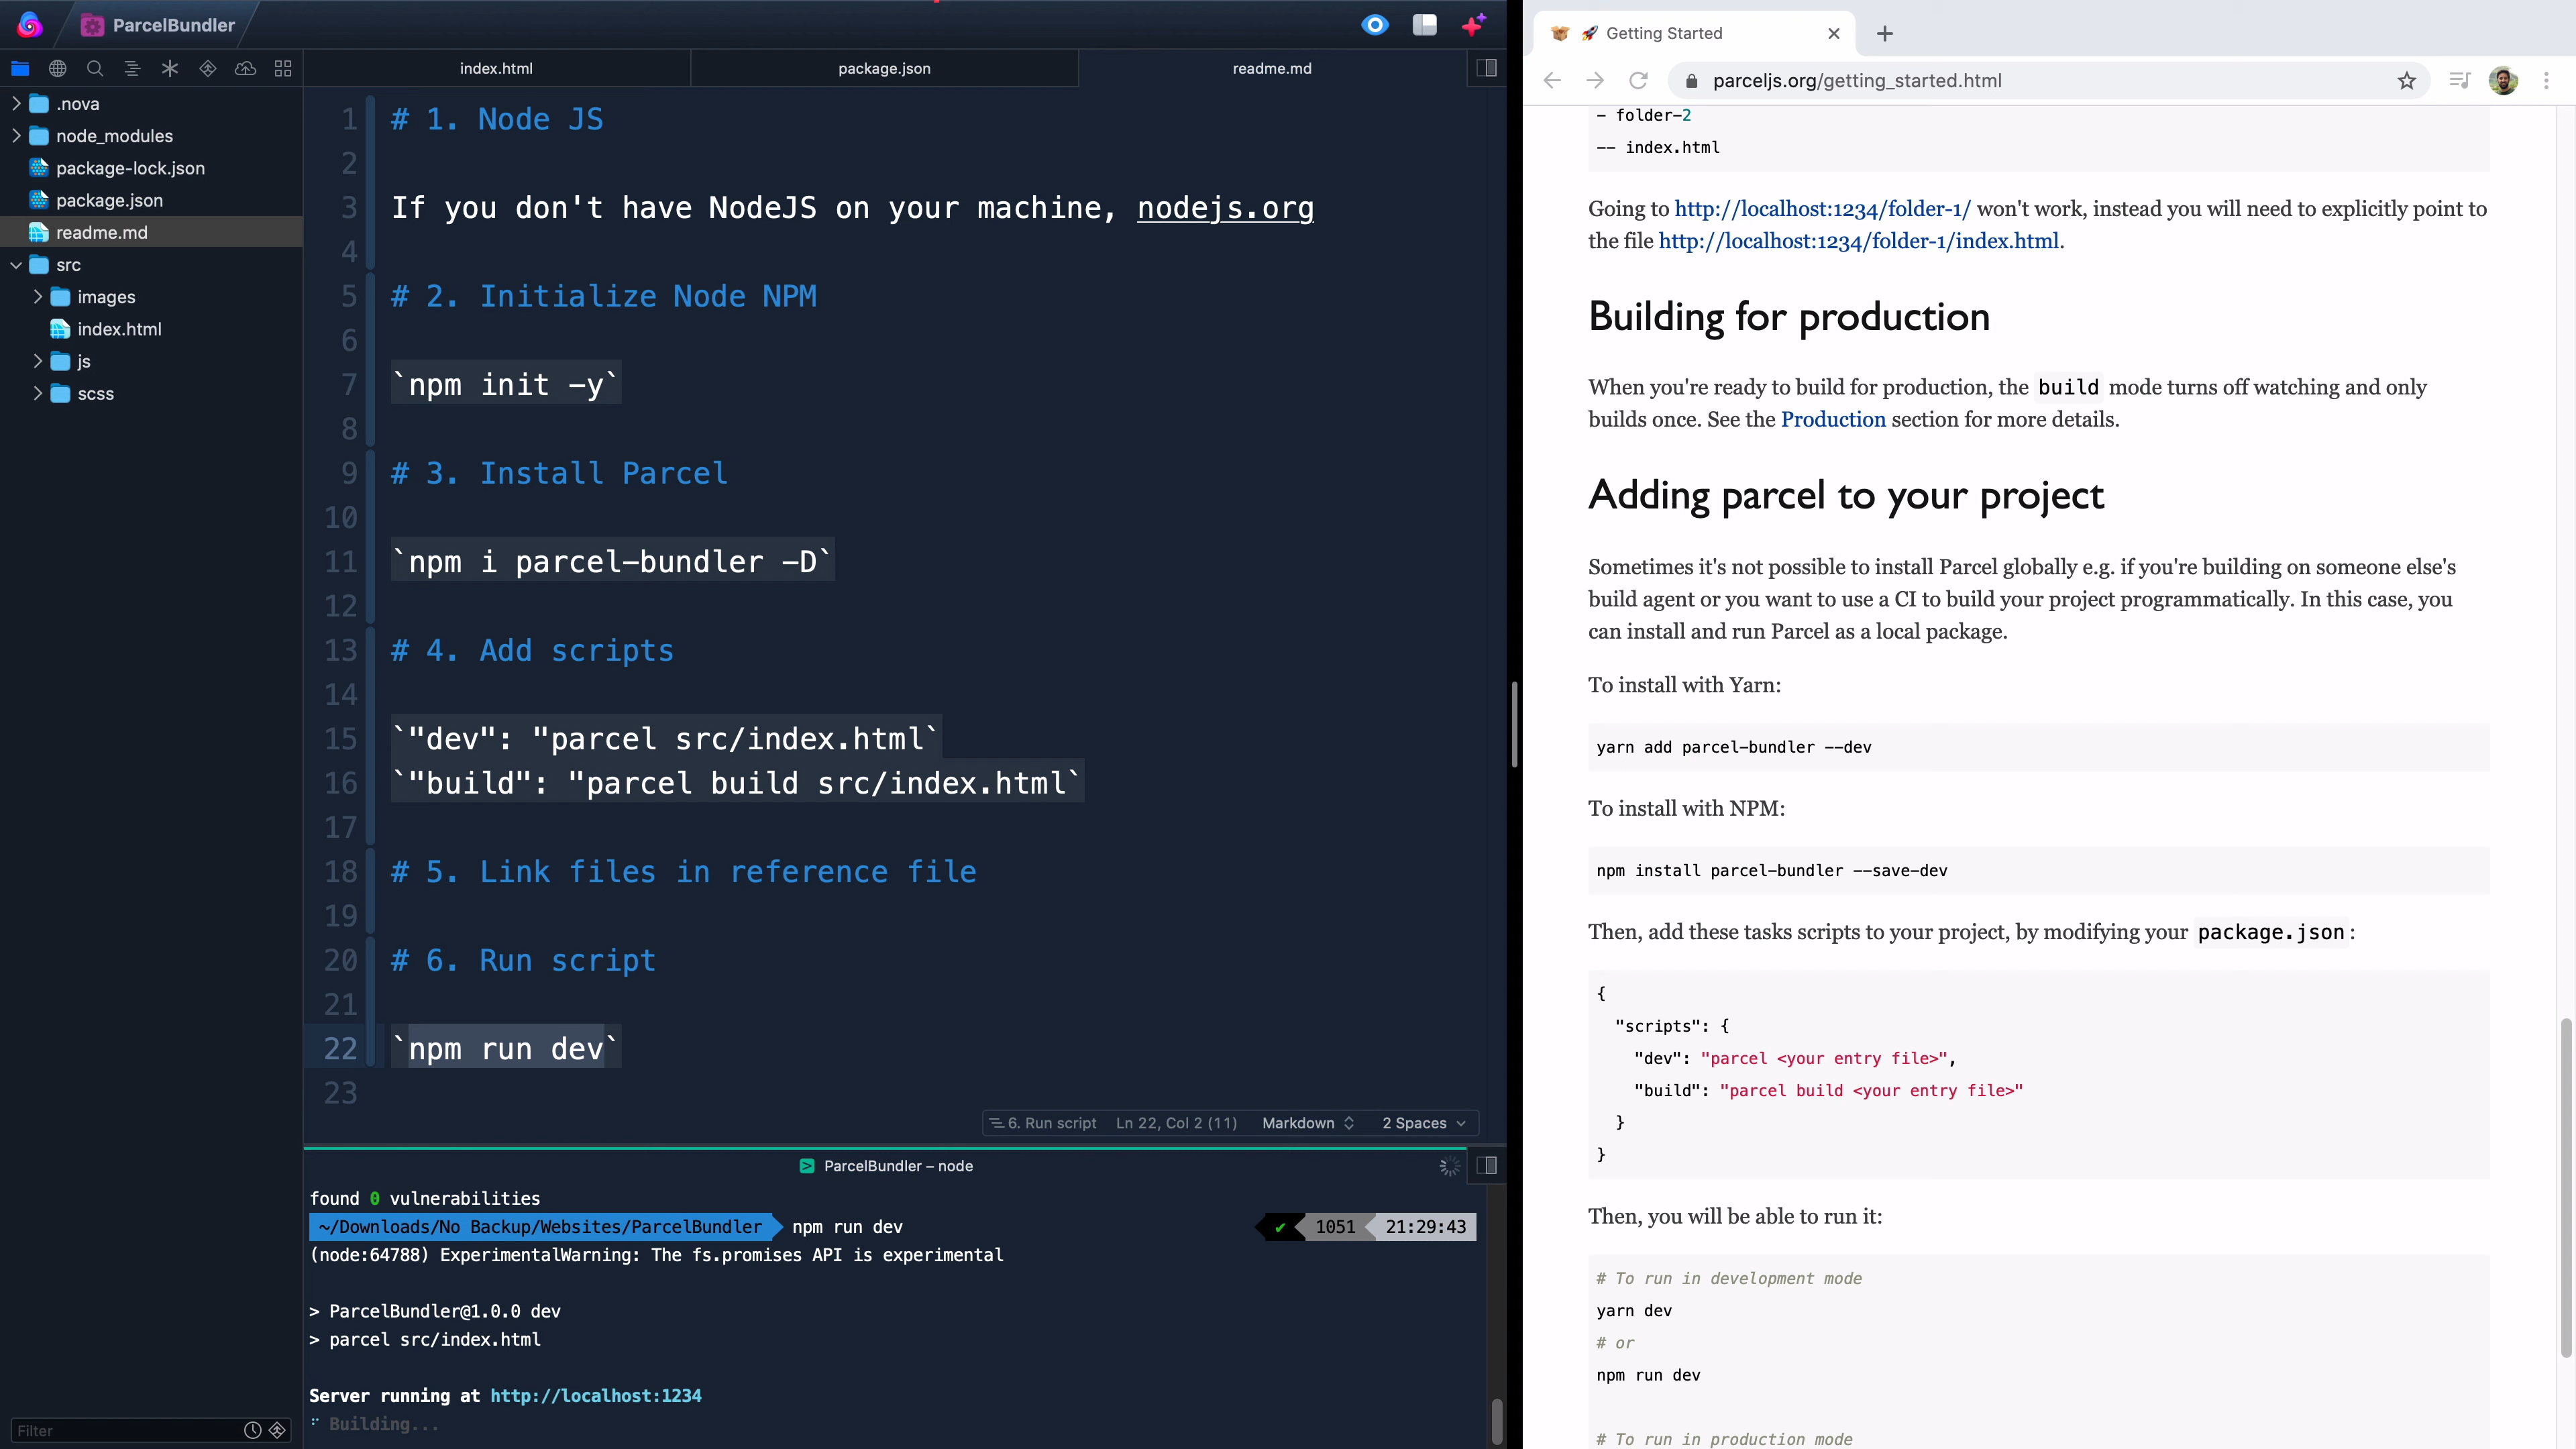 ParcelBundler
.nova
node_modules
package-lock.json
package.json
readme.md
src
images
index.html
js
scss
Filter
index.html
package.json
readme.md
1 # 1. Node JS
2
3 If you don't have NodeJS on your machine, nodejs.org
4
5 # 2. Initialize Node NPM
6
7 `npm init -y`
8
9 # 3. Install Parcel
10
11 `npm i parcel-bundler -D`
12
13 # 4. Add scripts
14
15 `"dev": "parcel src/index.html`
16 `"build": "parcel build src/index.html`
17
18 # 5. Link files in reference file
19
20 # 6. Run script
21
22 `npm run dev`
23
6. Run script Ln 22, Col 2 (11) Markdown 2 Spaces
ParcelBundler – node
found 0 vulnerabilities
~/Downloads/No Backup/Websites/ParcelBundler npm run dev ✔ 1051 21:29:43
(node:64788) ExperimentalWarning: The fs.promises API is experimental
> ParcelBundler@1.0.0 dev
> parcel src/index.html
Server running at http://localhost:1234
Building...
Getting Started
parceljs.org/getting_started.html
- folder-2
-- index.html
Going to http://localhost:1234/folder-1/ won't work, instead you will need to explicitly point to
the file http://localhost:1234/folder-1/index.html.
Building for production
When you're ready to build for production, the build mode turns off watching and only
builds once. See the Production section for more details.
Adding parcel to your project
Sometimes it's not possible to install Parcel globally e.g. if you're building on someone else's
build agent or you want to use a CI to build your project programmatically. In this case, you
can install and run Parcel as a local package.
To install with Yarn:
yarn add parcel-bundler --dev
To install with NPM:
npm install parcel-bundler --save-dev
Then, add these tasks scripts to your project, by modifying your package.json:
{
"scripts": {
"dev": "parcel <your entry file>",
"build": "parcel build <your entry file>"
}
}
Then, you will be able to run it:
# To run in development mode
yarn dev
# or
npm run dev
# To run in production mode